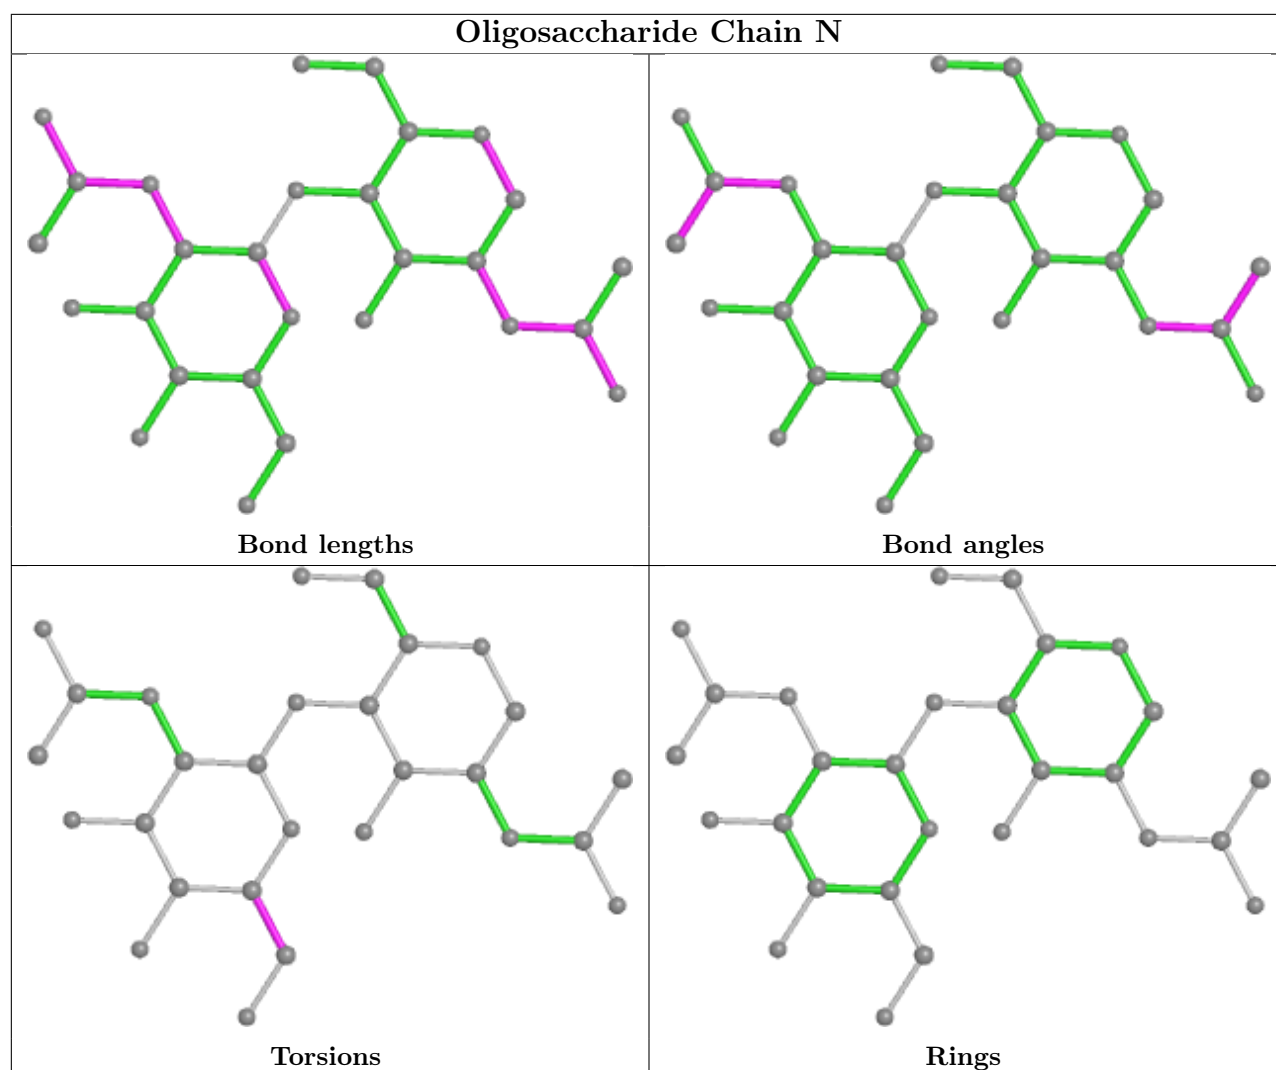 Oligosaccharide Chain N
Bond lengths
Bond angles
Torsions
Rings